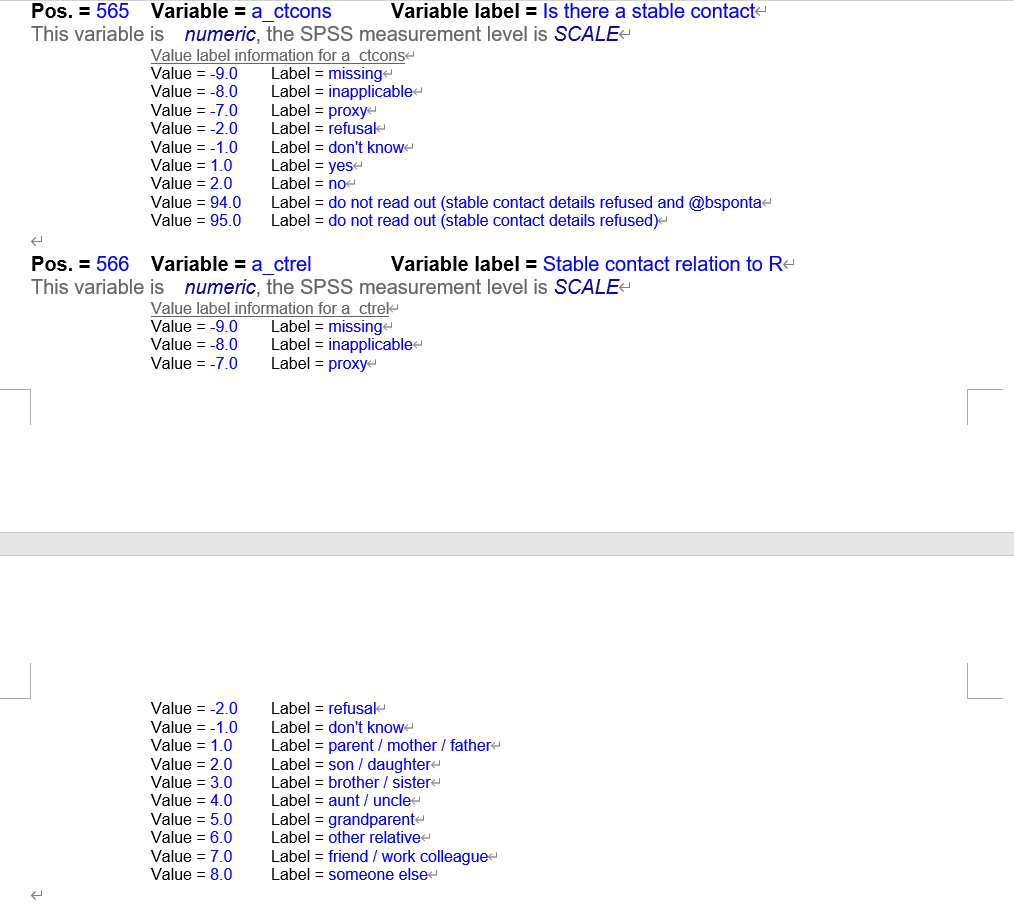 Pos. = 565 Variable = a_ctcons Variable label = Is there a stable contact
This variable is numeric, the SPSS measurement level is SCALE
Value label information for a_ctcons
Value = -9.0 Label = missing
Value = -8.0 Label = inapplicable
Value = -7.0 Label = proxy
Value = -2.0 Label = refusal
Value = -1.0 Label = don't know
Value = 1.0 Label = yes
Value = 2.0 Label = no
Value = 94.0 Label = do not read out (stable contact details refused and @bsponta
Value = 95.0 Label = do not read out (stable contact details refused)
Pos. = 566 Variable = a_ctrel Variable label = Stable contact relation to R
This variable is numeric, the SPSS measurement level is SCALE
Value label information for a_ctrel
Value = -9.0 Label = missing
Value = -8.0 Label = inapplicable
Value = -7.0 Label = proxy
Value = -2.0 Label = refusal
Value = -1.0 Label = don't know
Value = 1.0 Label = parent / mother / father
Value = 2.0 Label = son / daughter
Value = 3.0 Label = brother / sister
Value = 4.0 Label = aunt / uncle
Value = 5.0 Label = grandparent
Value = 6.0 Label = other relative
Value = 7.0 Label = friend / work colleague
Value = 8.0 Label = someone else